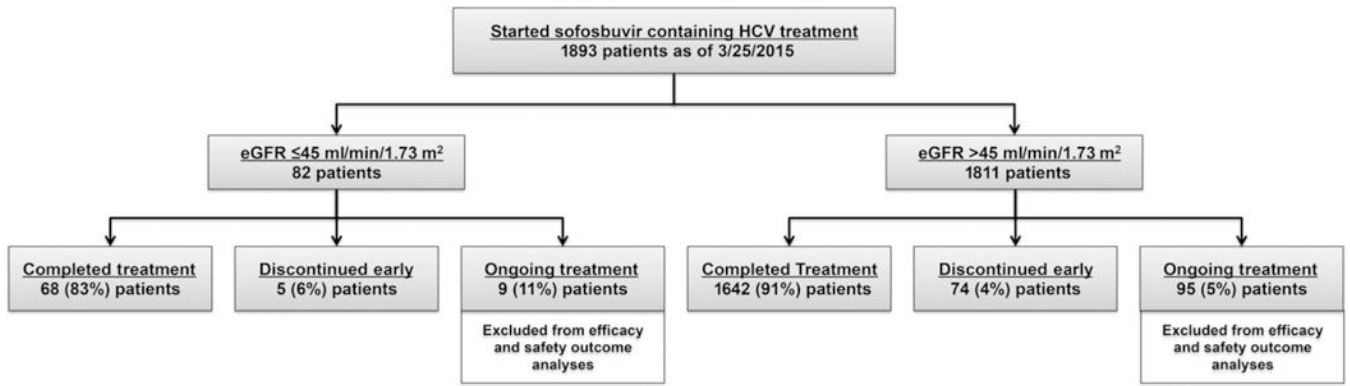 Started sofosbuvir containing HCV treatment
1893 patients as of 3/25/2015
eGFR ≤45 ml/min/1.73 m²
82 patients
eGFR >45 ml/min/1.73 m²
1811 patients
Completed treatment
68 (83%) patients
Discontinued early
5 (6%) patients
Ongoing treatment
9 (11%) patients
Excluded from efficacy
and safety outcome
analyses
Completed Treatment
1642 (91%) patients
Discontinued early
74 (4%) patients
Ongoing treatment
95 (5%) patients
Excluded from efficacy
and safety outcome
analyses